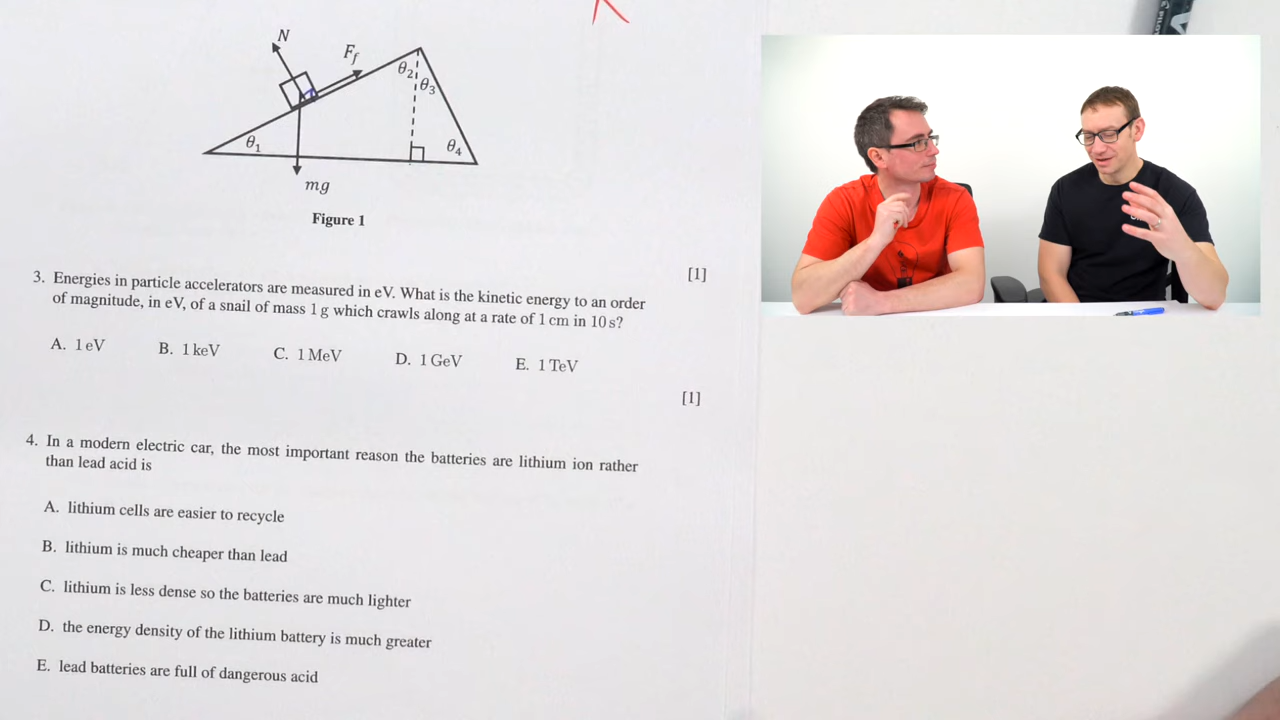 N
F_f
θ₂
θ₃
θ₁
θ₄
mg
Figure 1
[1]
3. Energies in particle accelerators are measured in eV. What is the kinetic energy to an order
of magnitude, in eV, of a snail of mass 1 g which crawls along at a rate of 1 cm in 10 s?
A. 1 eV B. 1 keV C. 1 MeV D. 1 GeV E. 1 TeV
[1]
4. In a modern electric car, the most important reason the batteries are lithium ion rather
than lead acid is
A. lithium cells are easier to recycle
B. lithium is much cheaper than lead
C. lithium is less dense so the batteries are much lighter
D. the energy density of the lithium battery is much greater
E. lead batteries are full of dangerous acid